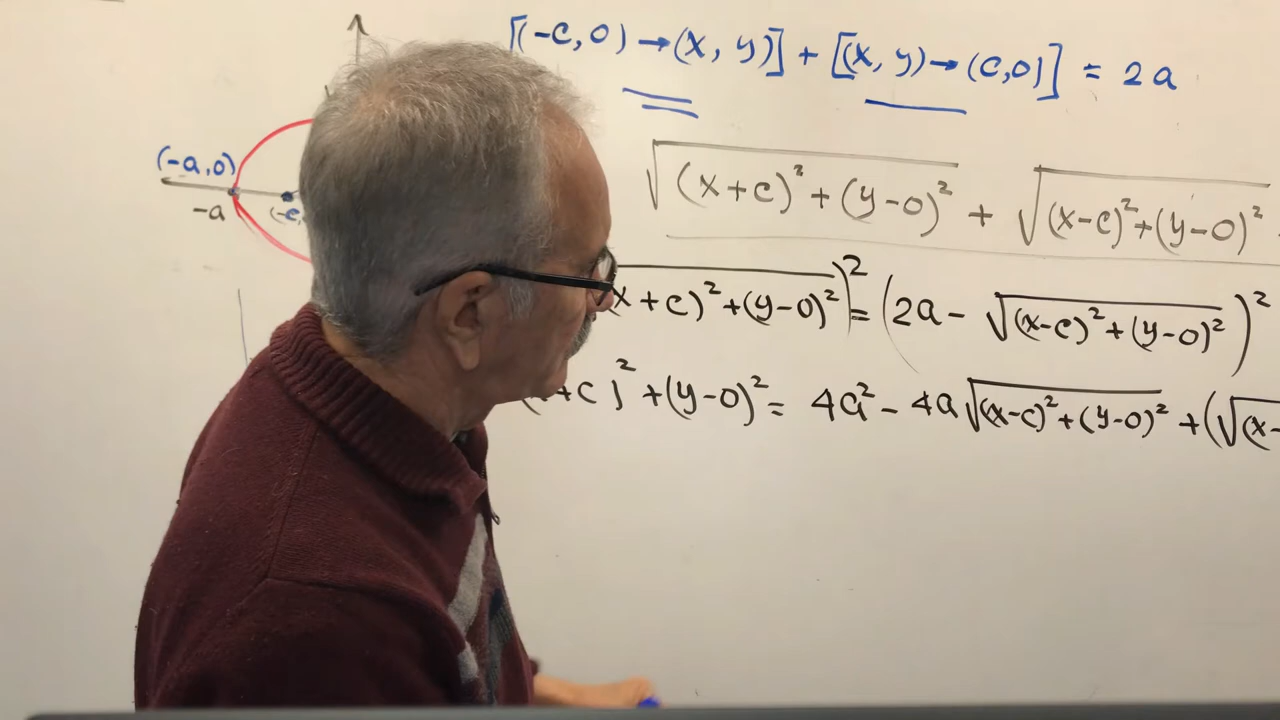 [(-c,0)→(x, y)] + [(x, y)→(c,0)] = 2a
(-a,0)
-a
(-c,
√(x+c)²+(y-0)² + √(x-c)²+(y-0)²
x+c)²+(y-0)²)² = (2a - √(x-c)²+(y-0)²)²
+c)²+(y-0)² = 4a² - 4a√(x-c)²+(y-0)² + (√(x-